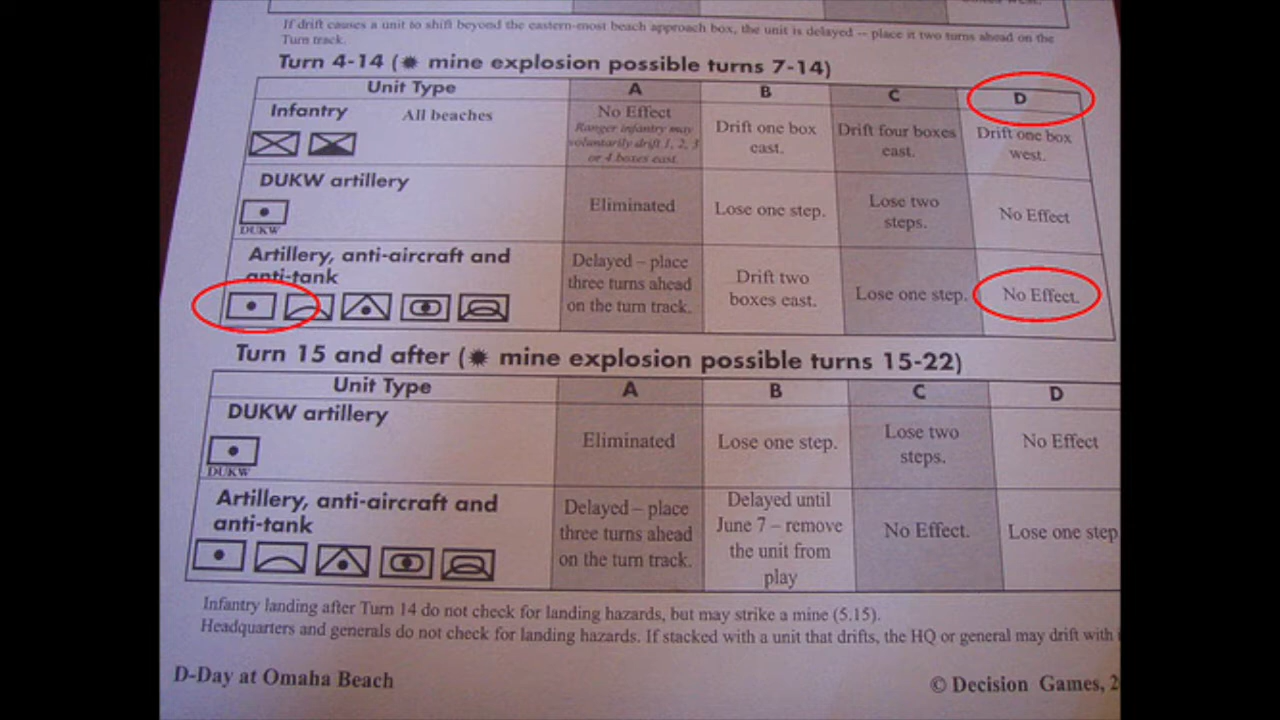 If drift causes a unit to shift beyond the eastern-most beach approach box, the unit is delayed -- place it two turns ahead on the
Turn track.
Turn 4-14 (✹ mine explosion possible turns 7-14)
Unit Type A B C D
Infantry All beaches
No Effect
Ranger infantry may
voluntarily drift 1, 2, 3
or 4 boxes east.
Drift one box
east.
Drift four boxes
east.
Drift one box
west.
DUKW artillery
DUKW
Eliminated
Lose one step.
Lose two
steps.
No Effect
Artillery, anti-aircraft and
anti-tank
Delayed – place
three turns ahead
on the turn track.
Drift two
boxes east.
Lose one step.
No Effect.
Turn 15 and after (✹ mine explosion possible turns 15-22)
Unit Type A B C D
DUKW artillery
DUKW
Eliminated
Lose one step.
Lose two
steps.
No Effect
Artillery, anti-aircraft and
anti-tank
Delayed – place
three turns ahead
on the turn track.
Delayed until
June 7 – remove
the unit from
play
No Effect.
Lose one step
Infantry landing after Turn 14 do not check for landing hazards, but may strike a mine (5.15).
Headquarters and generals do not check for landing hazards. If stacked with a unit that drifts, the HQ or general may drift with
D-Day at Omaha Beach
© Decision Games, 2